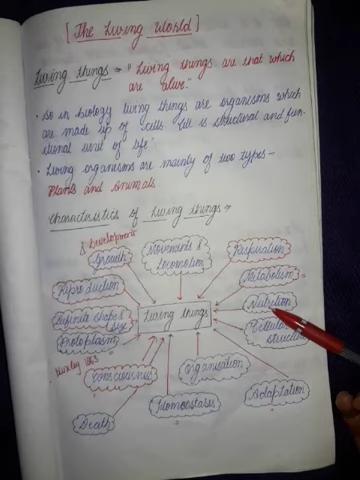 [ The Living World ]
Living things → "Living things are that which
are alive."
• So in biology living things are organisms which
are made up of cells. Cell is structural and fun-
tional unit of life.
• Living organisms are mainly of two types -
Plants and Animals
Characteristics of Living things →
& Development
Growth
Movements &
Locomotion
Respiration
Reproduction
Metabolism
Definite shape &
size
Living things
Nutrition
Protoplasm
Cellular
structure
Huxley 1868
Consciousness
Organisation
Death
Homeostasis
Adaptation